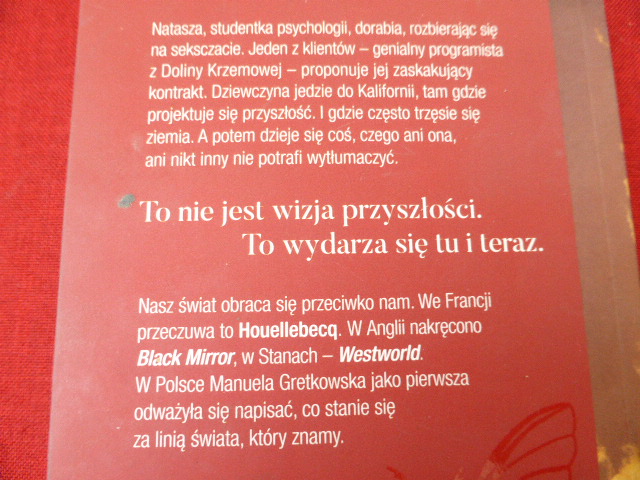 Natasza, studentka psychologii, dorabia, rozbierając się
na seksczacie. Jeden z klientów – genialny programista
z Doliny Krzemowej – proponuje jej zaskakujący
kontrakt. Dziewczyna jedzie do Kalifornii, tam gdzie
projektuje się przyszłość. I gdzie często trzęsie się
ziemia. A potem dzieje się coś, czego ani ona,
ani nikt inny nie potrafi wytłumaczyć.
To nie jest wizja przyszłości.
To wydarza się tu i teraz.
Nasz świat obraca się przeciwko nam. We Francji
przeczuwa to Houellebecq. W Anglii nakręcono
Black Mirror, w Stanach – Westworld.
W Polsce Manuela Gretkowska jako pierwsza
odważyła się napisać, co stanie się
za linią świata, który znamy.